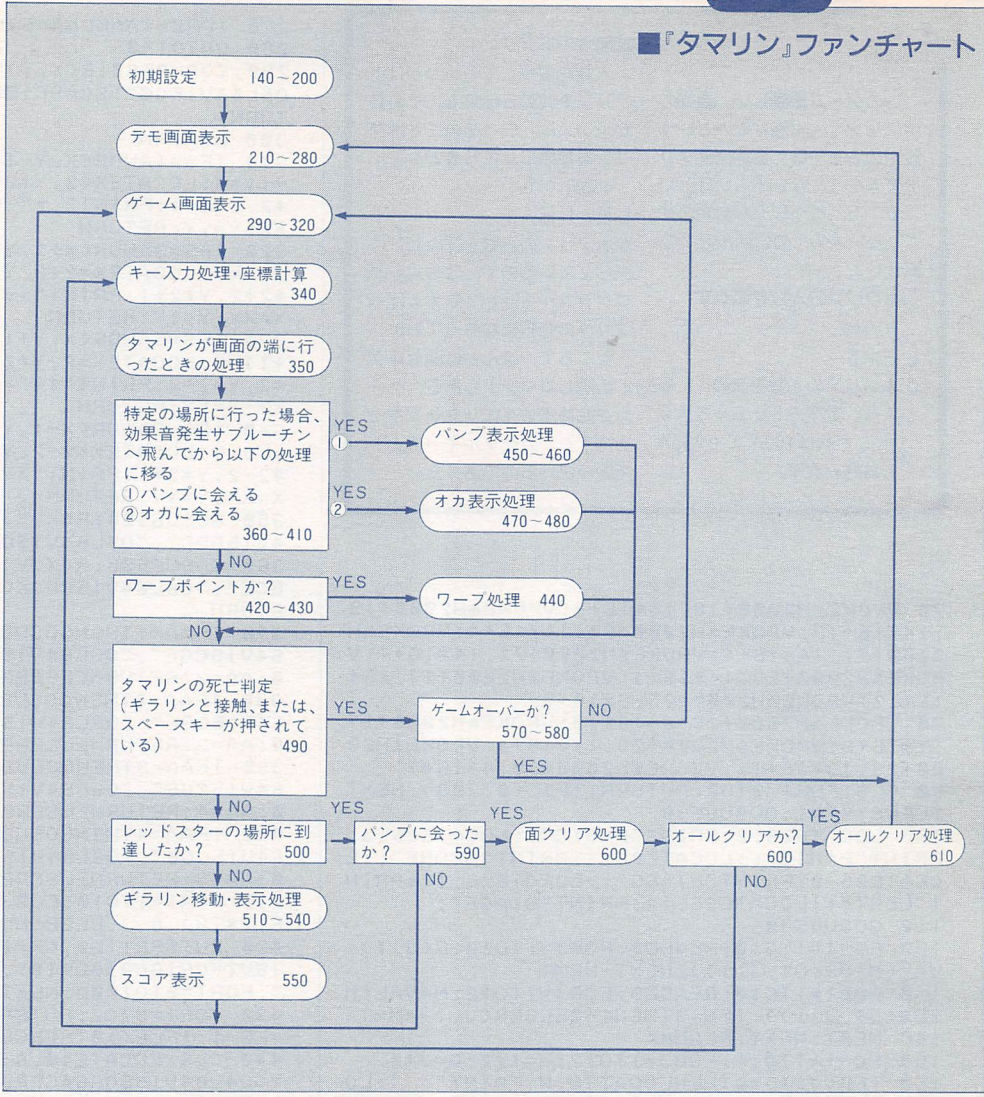 ■『タマリン』ファンチャート
初期設定 140~200
デモ画面表示
210~280
ゲーム画面表示
290~320
キー入力処理・座標計算
340
タマリンが画面の端に行
ったときの処理 350
特定の場所に行った場合、
効果音発生サブルーチン
へ飛んでから以下の処理
に移る
①パンプに会える
②オカに会える
360~410
YES
①
パンプ表示処理
450~460
YES
②
オカ表示処理
470~480
NO
ワープポイントか?
420~430
YES
ワープ処理 440
NO
タマリンの死亡判定
(ギラリンと接触、または、
スペースキーが押されて
いる) 490
YES
ゲームオーバーか?
570~580
NO
YES
NO
レッドスターの場所に到
達したか? 500
YES
パンプに会った
か? 590
YES
面クリア処理
600
オールクリアか?
600
YES
オールクリア処理
610
NO
NO
NO
ギラリン移動・表示処理
510~540
スコア表示 550